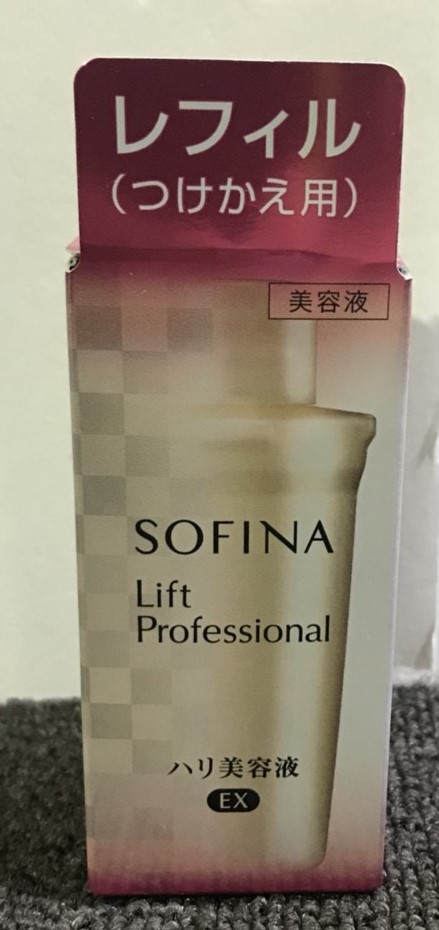 レフィル
（つけかえ用）
美容液
SOFINA
Lift
Professional
ハリ美容液
EX